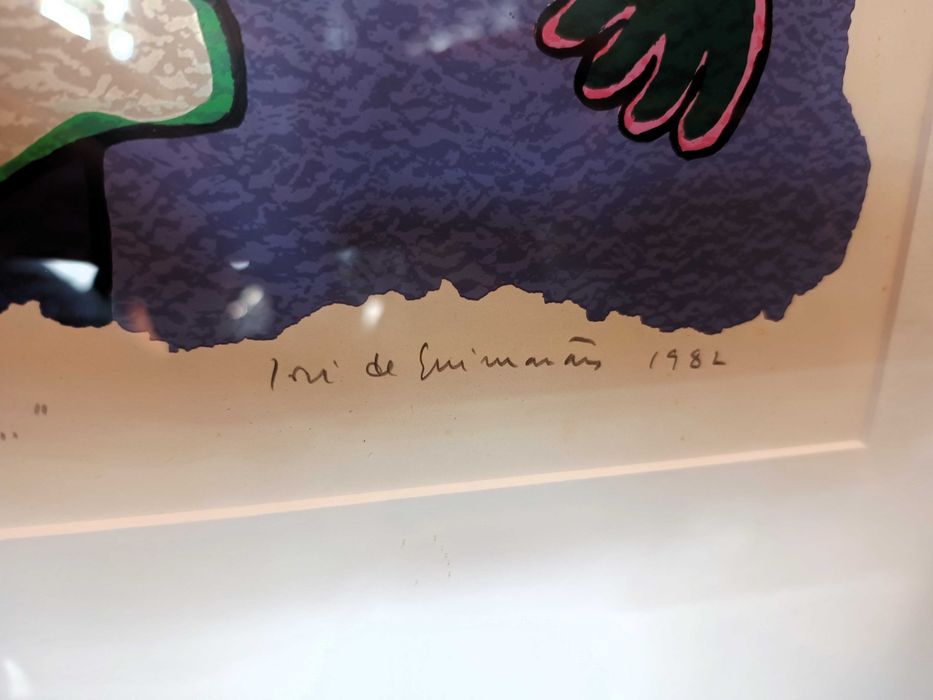 José de Guimarães 1982
"